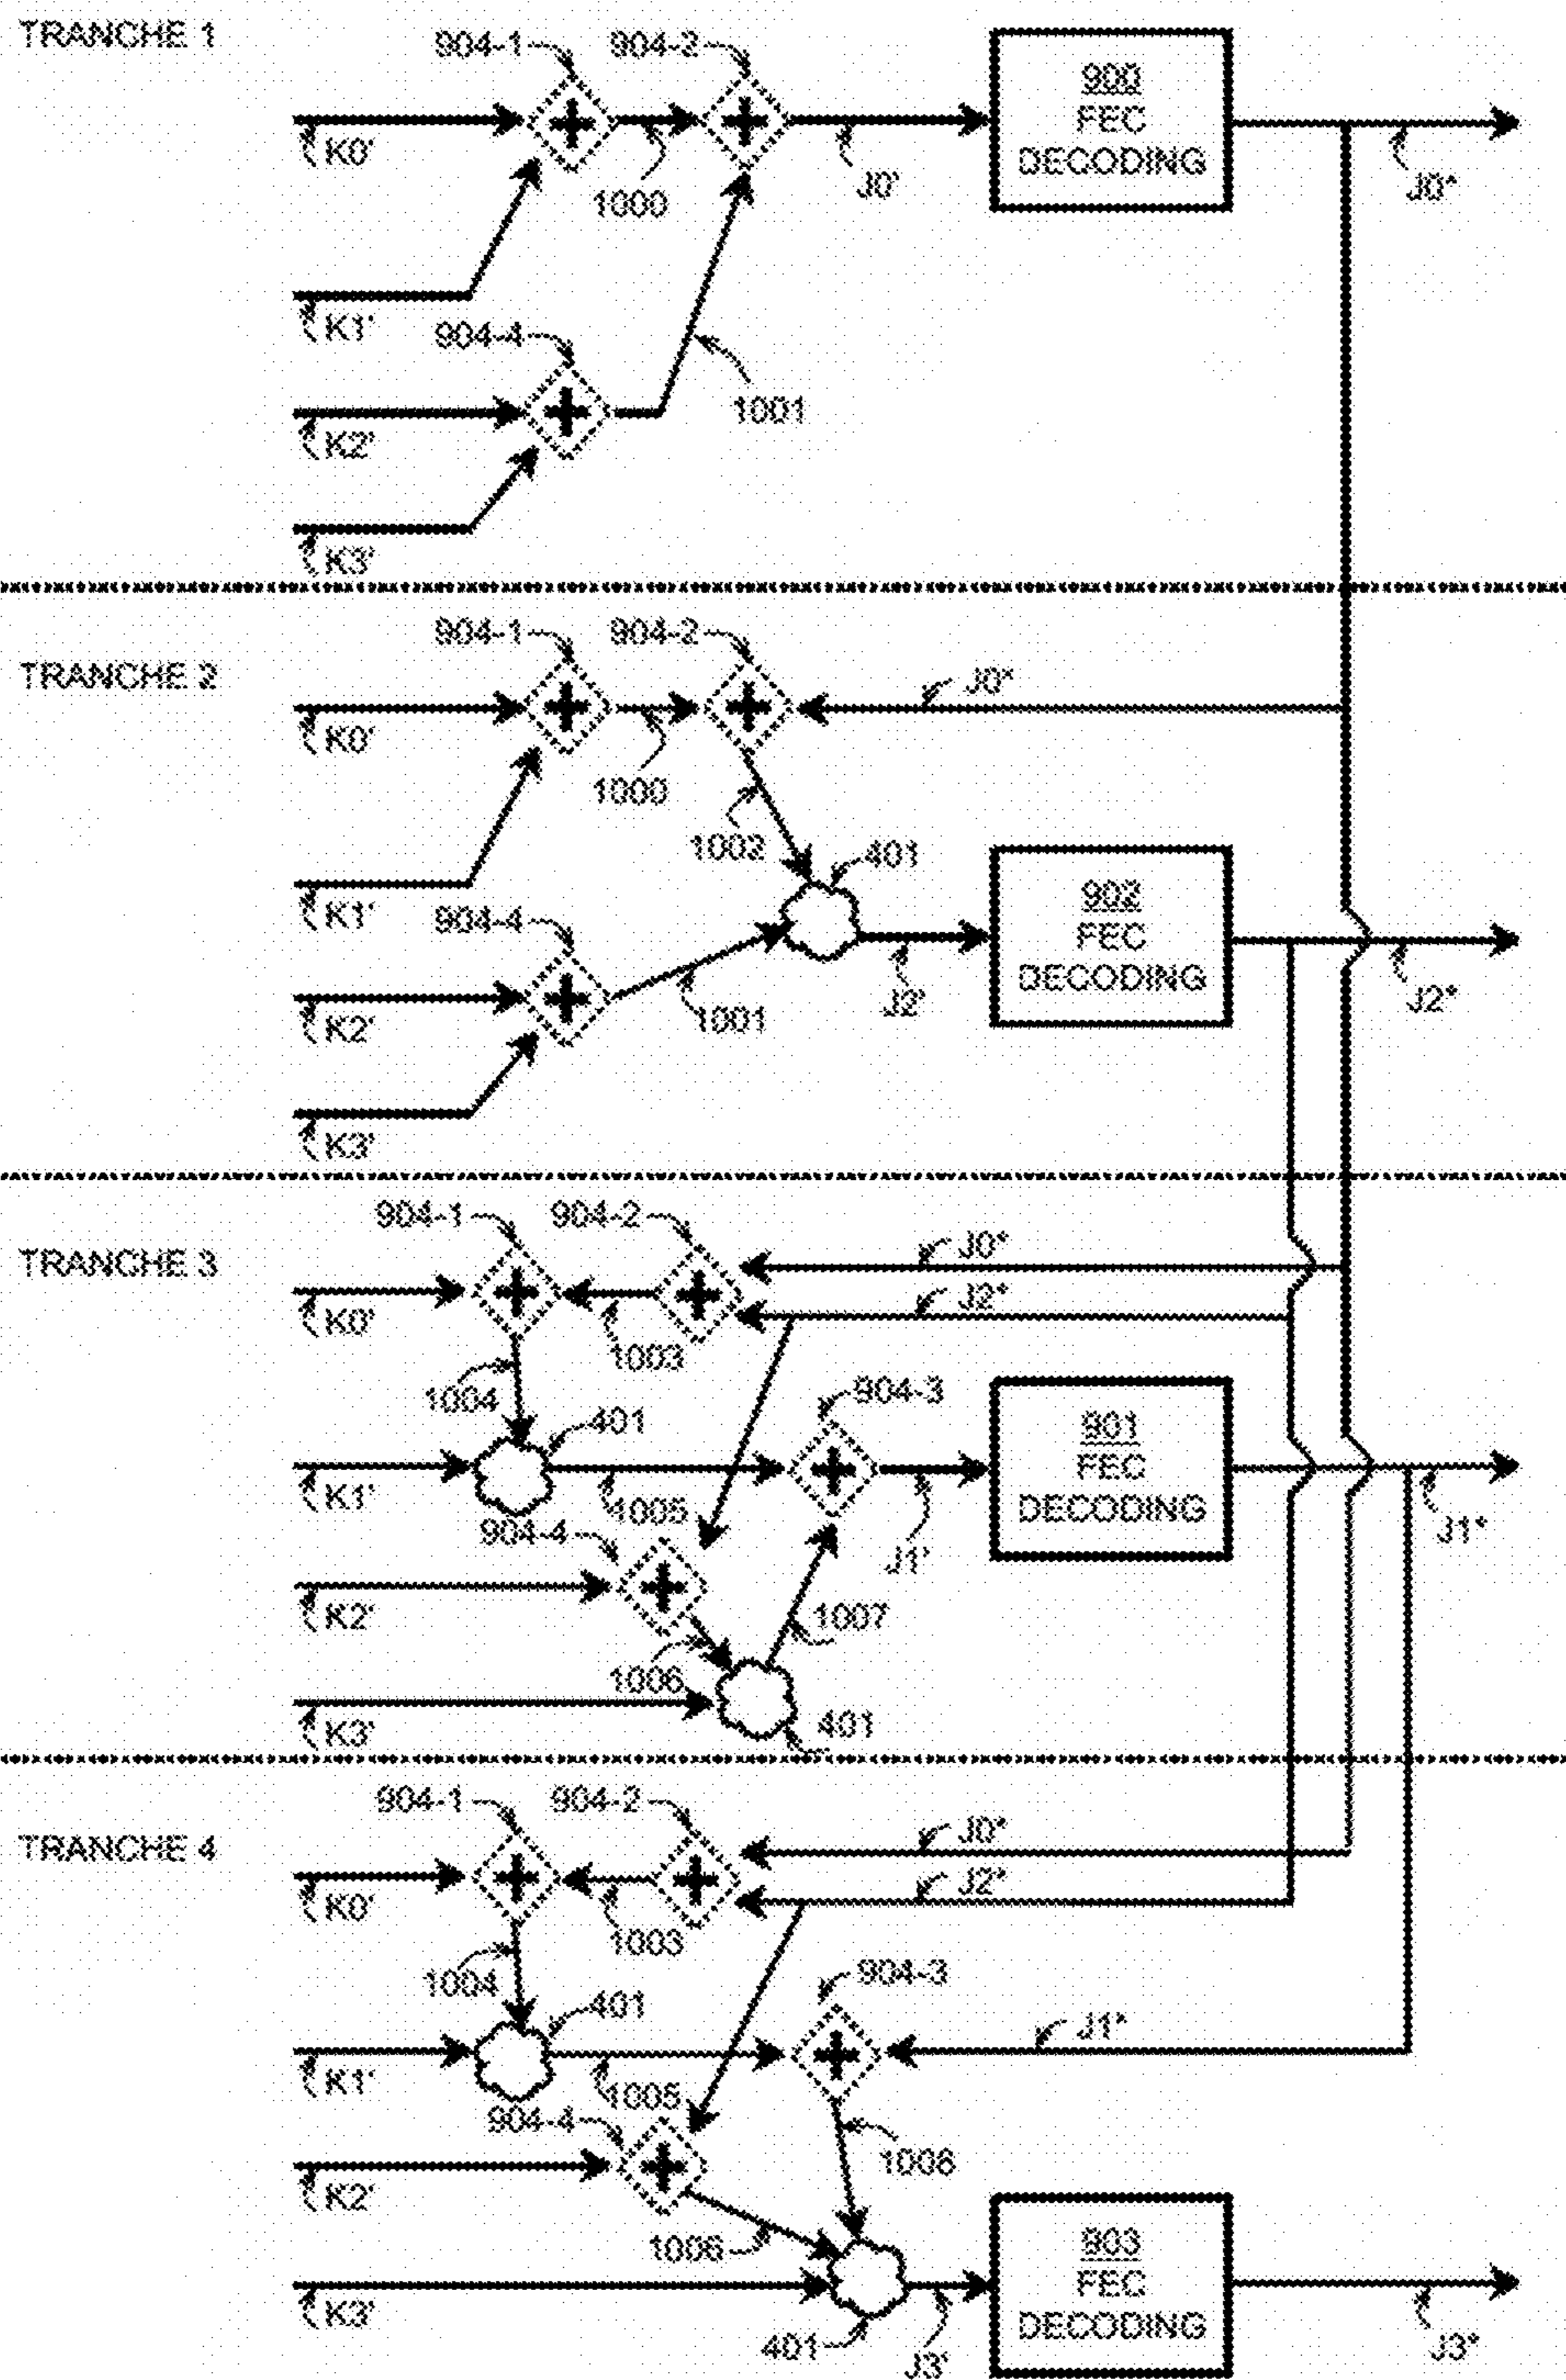 TRANCHE 1
904-1
904-2
900
FEC
DECODING
K0'
1000
J0'
J0*
K1'
904-4
1001
K2'
K3'
TRANCHE 2
904-1
904-2
J0*
K0'
1000
1002
401
K1'
904-4
902
FEC
DECODING
K2'
1001
J2'
J2*
K3'
TRANCHE 3
904-1
904-2
J0*
J2*
K0'
1003
1004
401
904-3
901
FEC
DECODING
K1'
1005
J1'
J1*
904-4
K2'
1006
1007
K3'
401
TRANCHE 4
904-1
904-2
J0*
J2*
K0'
1003
1004
401
904-3
J1*
K1'
1005
904-4
K2'
1006
1008
903
FEC
DECODING
K3'
401
J3'
J3*